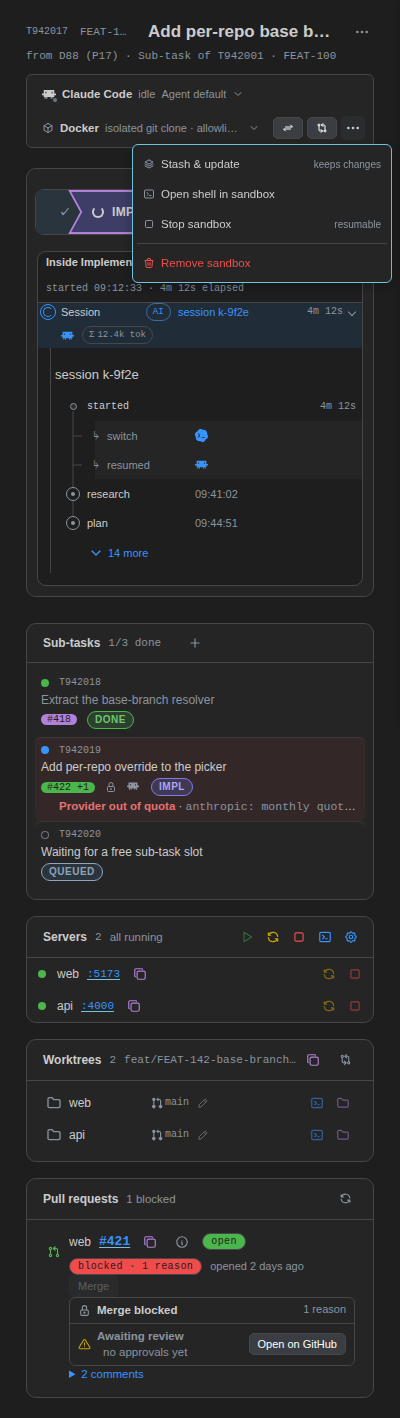 T942017 FEAT-1… Add per-repo base b…
from D88 (P17) · Sub-task of T942001 · FEAT-100
Claude Code idle Agent default
Docker isolated git clone · allowli…
Stash & update keeps changes
Open shell in sandbox
Stop sandbox resumable
Remove sandbox
IMP
Inside Implemen
started 09:12:33 · 4m 12s elapsed
Session AI session k-9f2e 4m 12s
Σ 12.4k tok
session k-9f2e
started 4m 12s
↳ switch
↳ resumed
research 09:41:02
plan 09:44:51
14 more
Sub-tasks 1/3 done
T942018
Extract the base-branch resolver
#418 DONE
T942019
Add per-repo override to the picker
#422 +1 IMPL
Provider out of quota · anthropic: monthly quot…
T942020
Waiting for a free sub-task slot
QUEUED
Servers 2 all running
web :5173
api :4000
Worktrees 2 feat/FEAT-142-base-branch…
web main
api main
Pull requests 1 blocked
web #421 open
blocked · 1 reason opened 2 days ago
Merge
Merge blocked 1 reason
Awaiting review
no approvals yet
Open on GitHub
2 comments